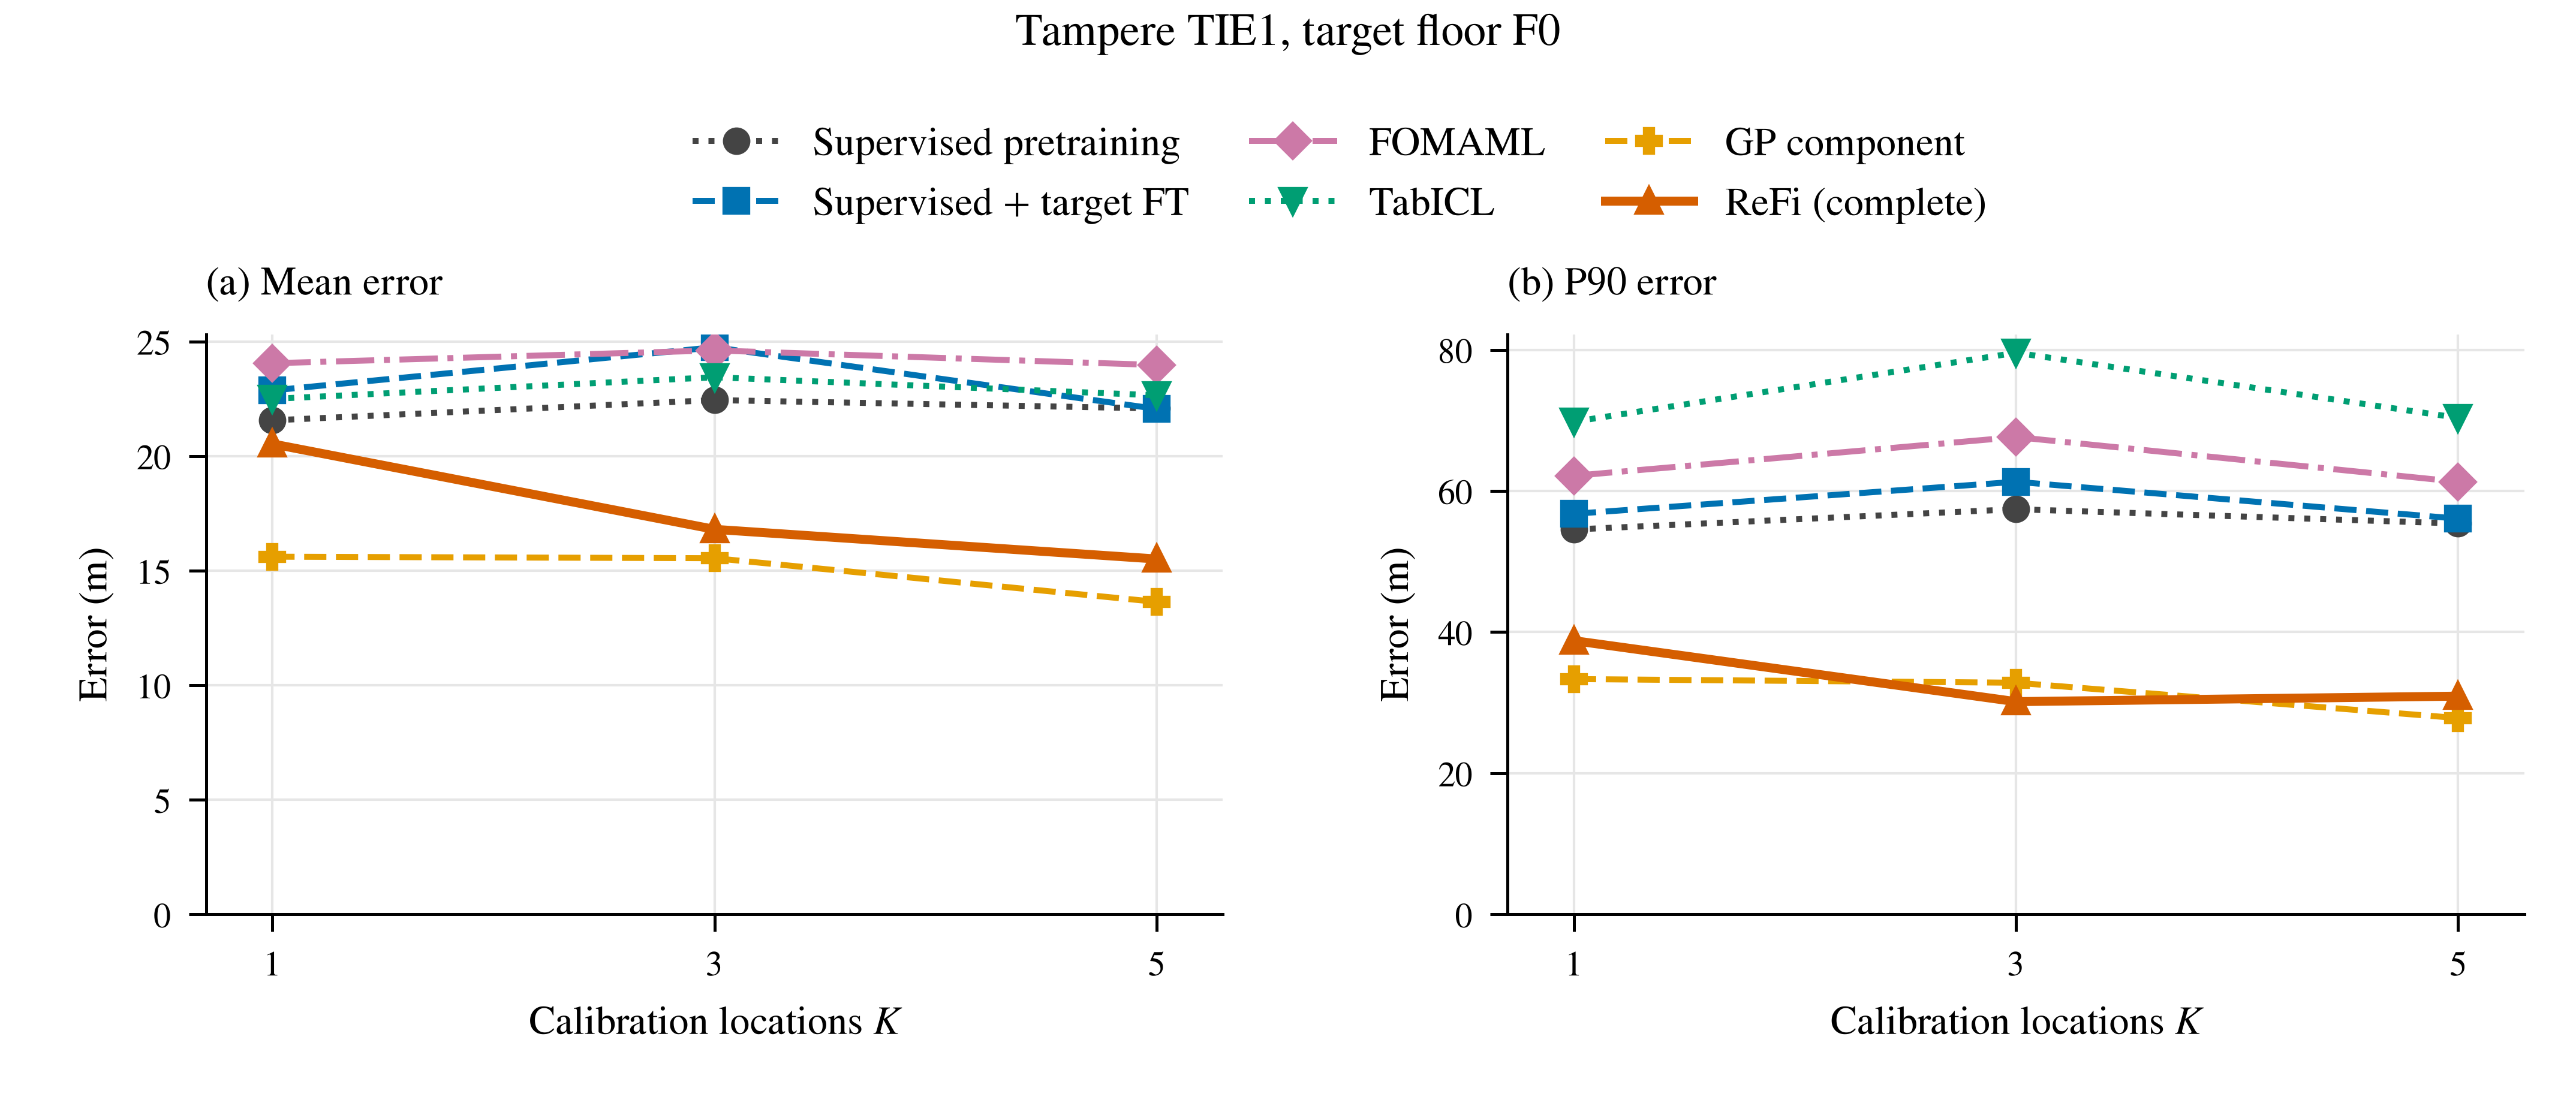 Tampere TIE1, target floor F0
Supervised pretraining
Supervised + target FT
FOMAML
TabICL
GP component
ReFi (complete)
(a) Mean error
25
20
15
10
5
0
Error (m)
1 3 5
Calibration locations K
(b) P90 error
80
60
40
20
0
Error (m)
1 3 5
Calibration locations K